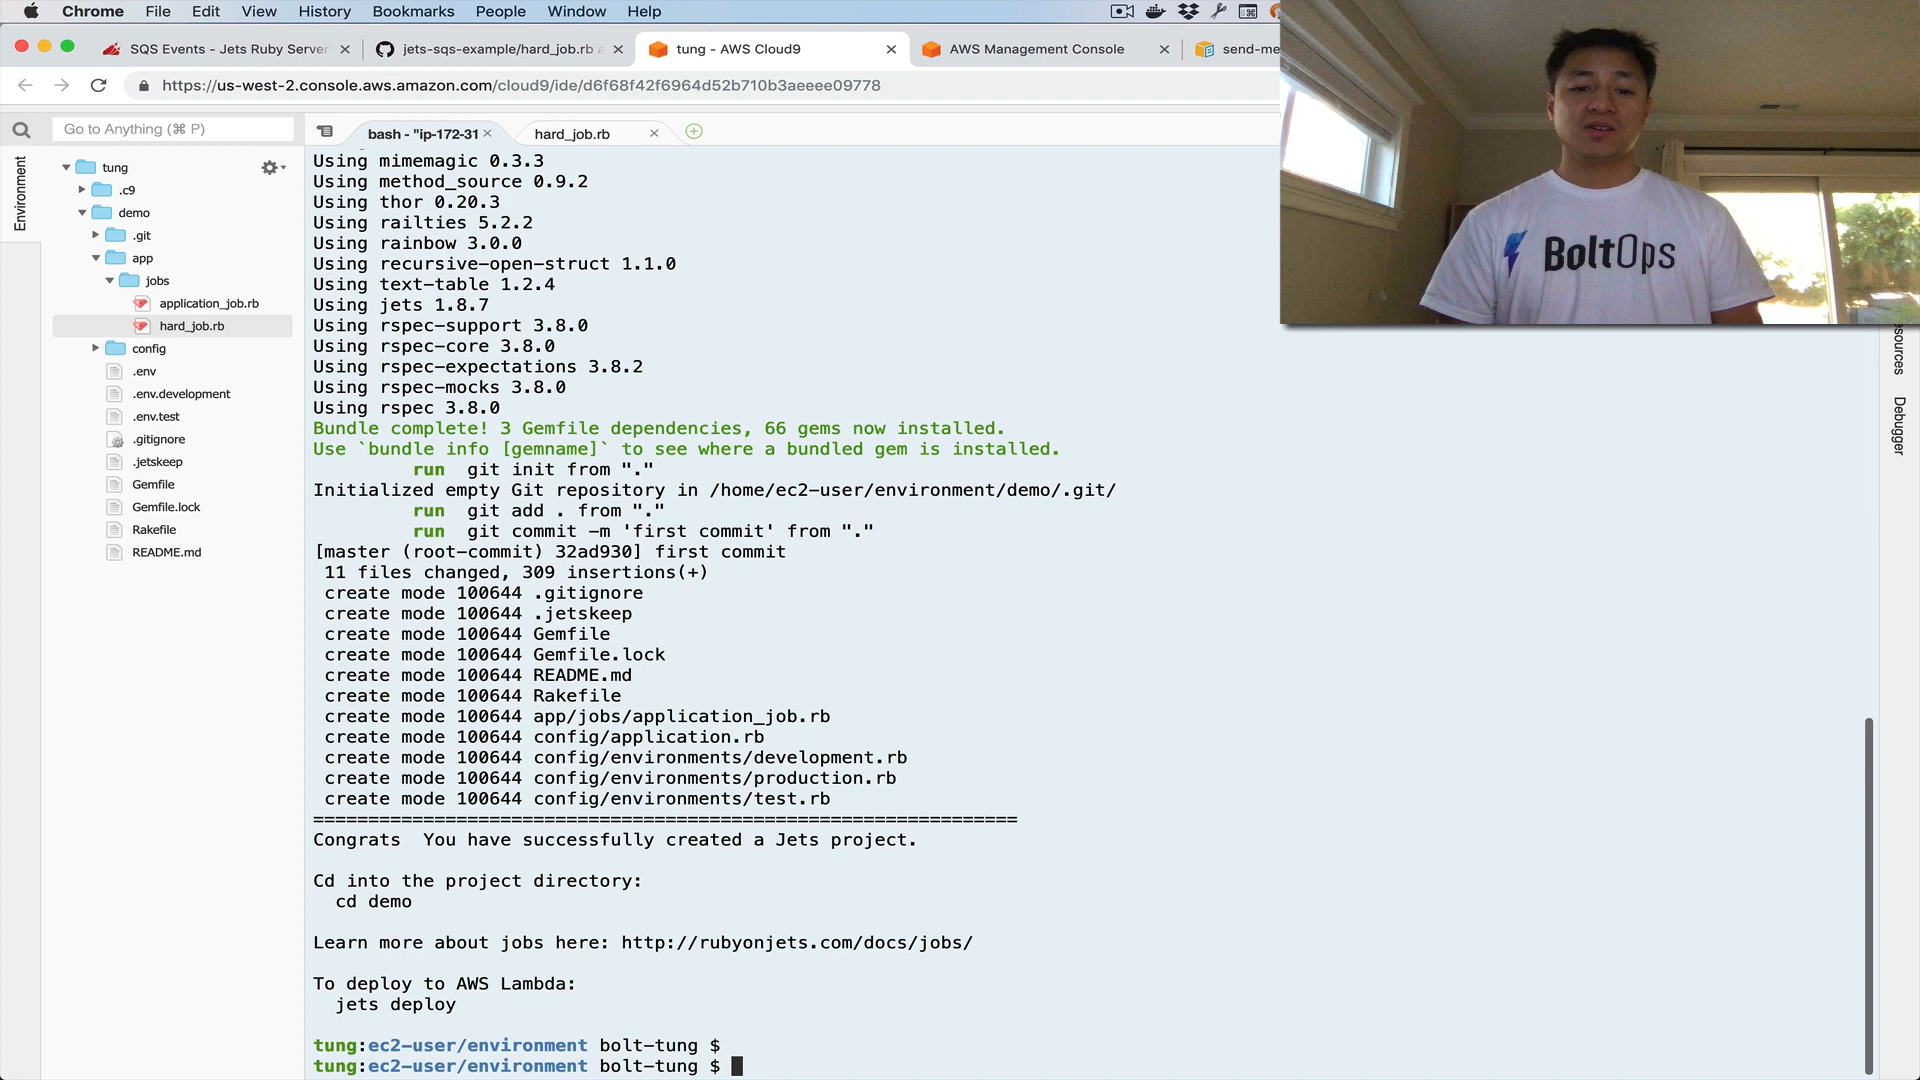 Chrome File Edit View History Bookmarks People Window Help
SQS Events - Jets Ruby Server
jets-sqs-example/hard_job.rb
tung - AWS Cloud9
AWS Management Console
send-me
https://us-west-2.console.aws.amazon.com/cloud9/ide/d6f68f42f6964d52b710b3aeeee09778
Go to Anything (⌘ P)
bash - "ip-172-31
hard_job.rb
Environment
tung
.c9
demo
.git
app
jobs
application_job.rb
hard_job.rb
config
.env
.env.development
.env.test
.gitignore
.jetskeep
Gemfile
Gemfile.lock
Rakefile
README.md
Using mimemagic 0.3.3
Using method_source 0.9.2
Using thor 0.20.3
Using railties 5.2.2
Using rainbow 3.0.0
Using recursive-open-struct 1.1.0
Using text-table 1.2.4
Using jets 1.8.7
Using rspec-support 3.8.0
Using rspec-core 3.8.0
Using rspec-expectations 3.8.2
Using rspec-mocks 3.8.0
Using rspec 3.8.0
Bundle complete! 3 Gemfile dependencies, 66 gems now installed.
Use `bundle info [gemname]` to see where a bundled gem is installed.
run git init from "."
Initialized empty Git repository in /home/ec2-user/environment/demo/.git/
run git add . from "."
run git commit -m 'first commit' from "."
[master (root-commit) 32ad930] first commit
11 files changed, 309 insertions(+)
create mode 100644 .gitignore
create mode 100644 .jetskeep
create mode 100644 Gemfile
create mode 100644 Gemfile.lock
create mode 100644 README.md
create mode 100644 Rakefile
create mode 100644 app/jobs/application_job.rb
create mode 100644 config/application.rb
create mode 100644 config/environments/development.rb
create mode 100644 config/environments/production.rb
create mode 100644 config/environments/test.rb
================================================================
Congrats You have successfully created a Jets project.
Cd into the project directory:
cd demo
Learn more about jobs here: http://rubyonjets.com/docs/jobs/
To deploy to AWS Lambda:
jets deploy
tung:ec2-user/environment bolt-tung $
tung:ec2-user/environment bolt-tung $
BoltOps
Debugger